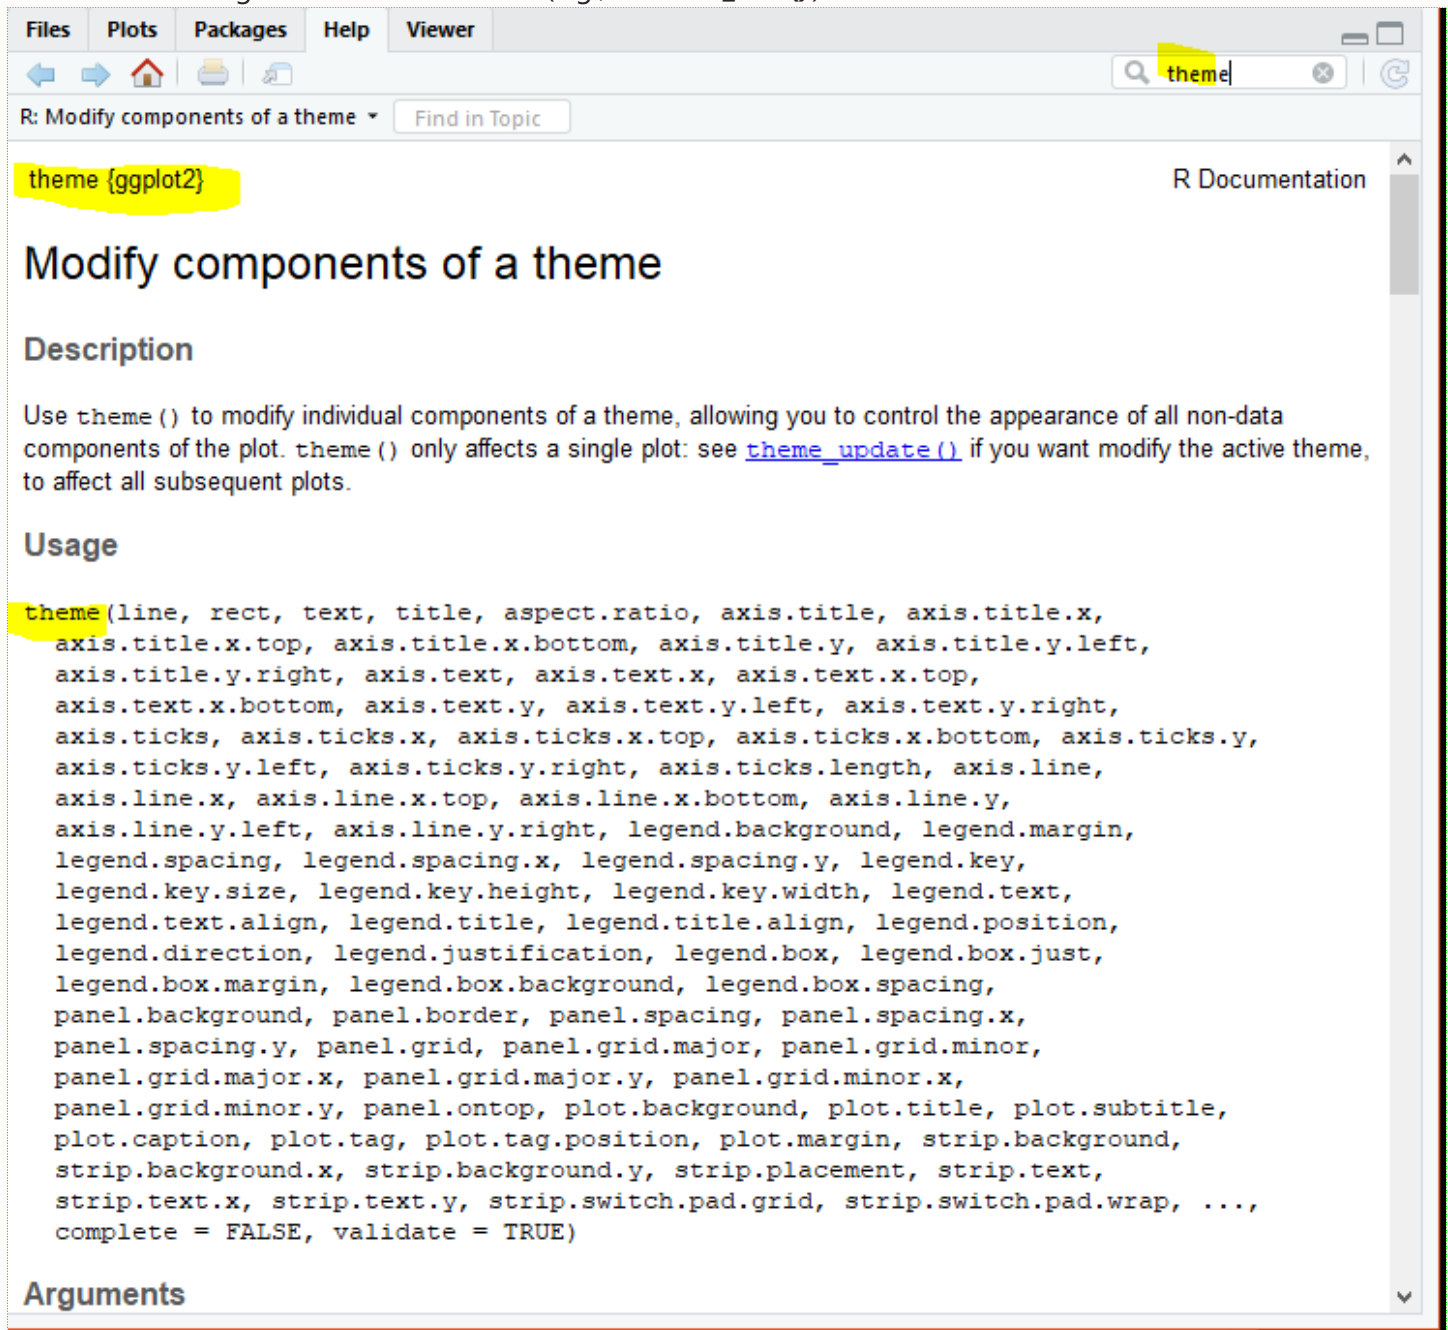 Files Plots Packages Help Viewer
theme
R: Modify components of a theme Find in Topic
theme {ggplot2} R Documentation
Modify components of a theme
Description
Use theme() to modify individual components of a theme, allowing you to control the appearance of all non-data
components of the plot. theme() only affects a single plot: see theme_update() if you want modify the active theme,
to affect all subsequent plots.
Usage
theme(line, rect, text, title, aspect.ratio, axis.title, axis.title.x,
axis.title.x.top, axis.title.x.bottom, axis.title.y, axis.title.y.left,
axis.title.y.right, axis.text, axis.text.x, axis.text.x.top,
axis.text.x.bottom, axis.text.y, axis.text.y.left, axis.text.y.right,
axis.ticks, axis.ticks.x, axis.ticks.x.top, axis.ticks.x.bottom, axis.ticks.y,
axis.ticks.y.left, axis.ticks.y.right, axis.ticks.length, axis.line,
axis.line.x, axis.line.x.top, axis.line.x.bottom, axis.line.y,
axis.line.y.left, axis.line.y.right, legend.background, legend.margin,
legend.spacing, legend.spacing.x, legend.spacing.y, legend.key,
legend.key.size, legend.key.height, legend.key.width, legend.text,
legend.text.align, legend.title, legend.title.align, legend.position,
legend.direction, legend.justification, legend.box, legend.box.just,
legend.box.margin, legend.box.background, legend.box.spacing,
panel.background, panel.border, panel.spacing, panel.spacing.x,
panel.spacing.y, panel.grid, panel.grid.major, panel.grid.minor,
panel.grid.major.x, panel.grid.major.y, panel.grid.minor.x,
panel.grid.minor.y, panel.ontop, plot.background, plot.title, plot.subtitle,
plot.caption, plot.tag, plot.tag.position, plot.margin, strip.background,
strip.background.x, strip.background.y, strip.placement, strip.text,
strip.text.x, strip.text.y, strip.switch.pad.grid, strip.switch.pad.wrap, ...,
complete = FALSE, validate = TRUE)
Arguments